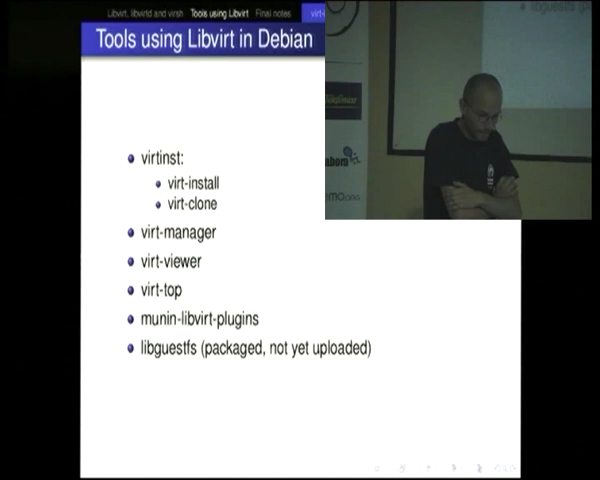 Libvirt, libvirtd and virsh Tools using Libvirt Final notes virt-
Tools using Libvirt in Debian
virtinst:
virt-install
virt-clone
virt-manager
virt-viewer
virt-top
munin-libvirt-plugins
libguestfs (packaged, not yet uploaded)